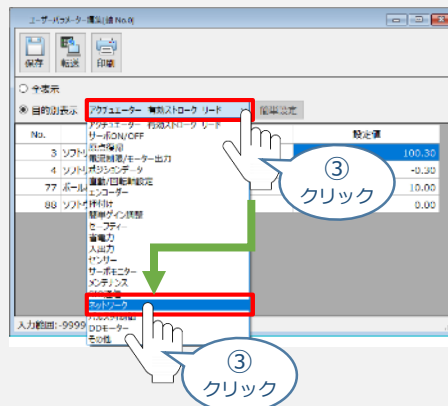 ユーザーパラメーター編集[軸 No.0]
保存 転送 印刷
全表示
目的別表示 アクチュエーター 有効ストローク リード 簡単設定
No. 設定値
アクチュエーター 有効ストローク リード
サーボON/OFF
原点復帰
電流制限/モーター出力
ポジションデータ
直動/回転軸設定
エンコーダー
押付け
簡単ゲイン調整
セーフティー
省電力
入出力
センサー
サーボモニター
メンテナンス
ネットワーク
DDモーター
その他
3 ソフトリ 100.30
4 ソフトリ -0.30
77 ボール 10.00
88 ソフトウ 0.00
入力範囲:-9999
③
クリック
③
クリック